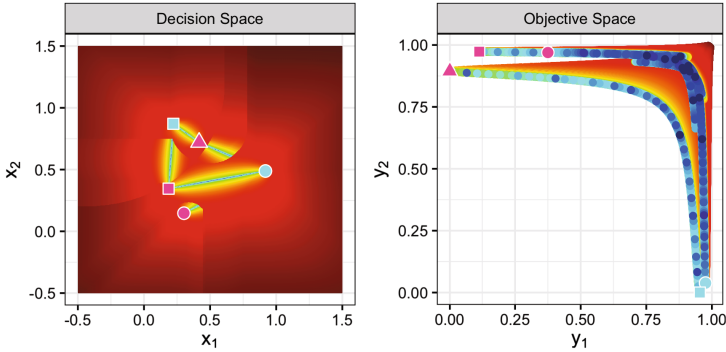 Decision Space
1.5
1.0
0.5
0.0
-0.5
-0.5 0.0 0.5 1.0 1.5
x₁
x₂
Objective Space
1.00
0.75
0.50
0.25
0.00
0.00 0.25 0.50 0.75 1.00
y₁
y₂